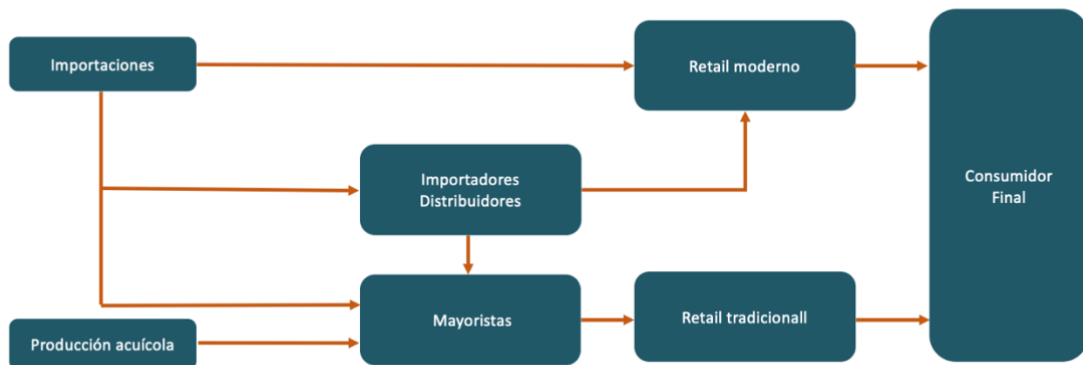 Importaciones
Retail moderno
Importadores
Distribuidores
Consumidor
Final
Mayoristas
Retail tradicionall
Producción acuícola